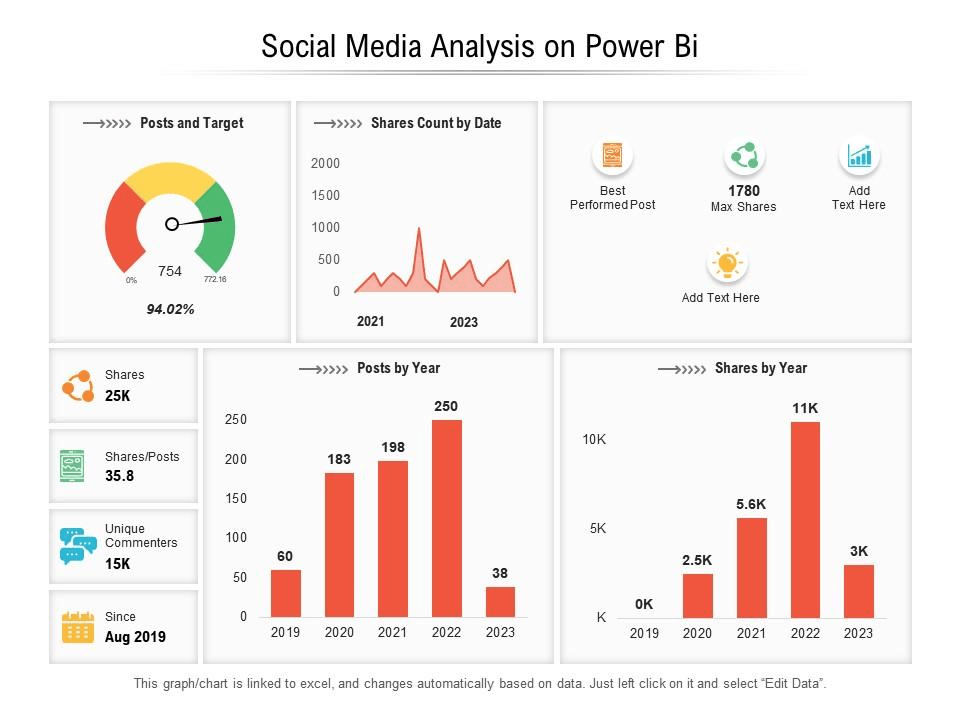 Social Media Analysis on Power Bi
Posts and Target
754
0%
772.16
94.02%
Shares Count by Date
2000
1500
1000
500
0
2021
2023
Best
Performed Post
1780
Max Shares
Add
Text Here
Add Text Here
Shares
25K
Shares/Posts
35.8
Unique
Commenters
15K
Since
Aug 2019
Posts by Year
250
200
150
100
50
0
60
183
198
250
38
2019
2020
2021
2022
2023
Shares by Year
10K
5K
K
0K
2.5K
5.6K
11K
3K
2019
2020
2021
2022
2023
This graph/chart is linked to excel, and changes automatically based on data. Just left click on it and select “Edit Data”.